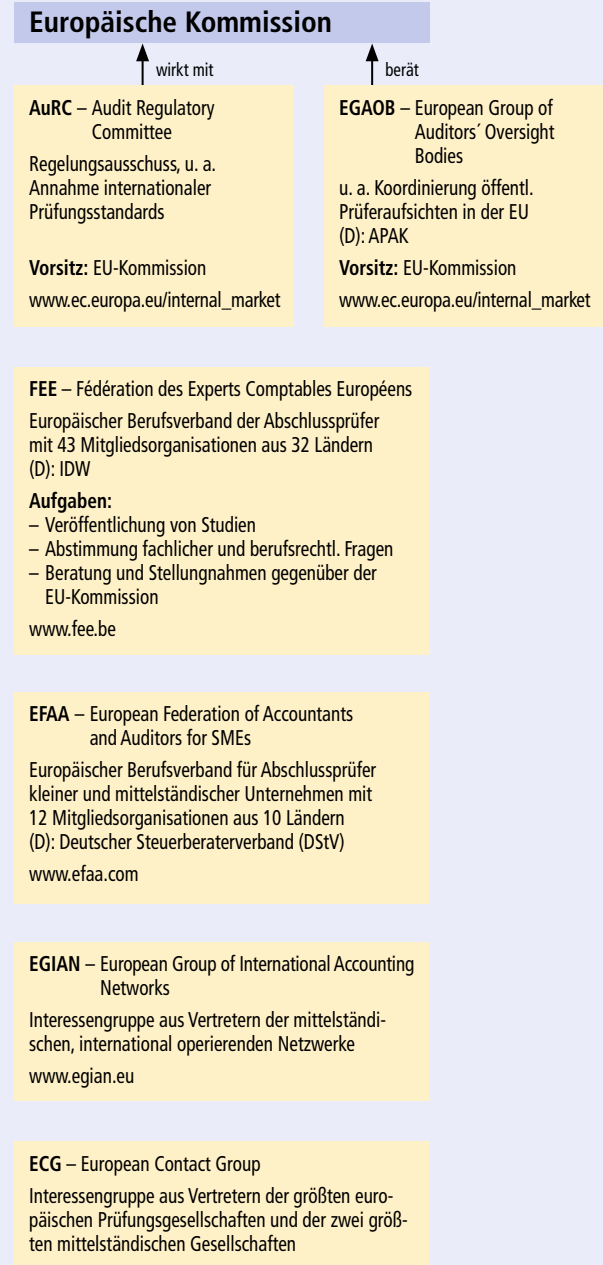 Europäische Kommission
wirkt mit
berät
AuRC – Audit Regulatory
Committee
Regelungsausschuss, u. a.
Annahme internationaler
Prüfungsstandards
Vorsitz: EU-Kommission
www.ec.europa.eu/internal_market
EGAOB – European Group of
Auditors´ Oversight
Bodies
u. a. Koordinierung öffentl.
Prüferaufsichten in der EU
(D): APAK
Vorsitz: EU-Kommission
www.ec.europa.eu/internal_market
FEE – Fédération des Experts Comptables Européens
Europäischer Berufsverband der Abschlussprüfer
mit 43 Mitgliedsorganisationen aus 32 Ländern
(D): IDW
Aufgaben:
– Veröffentlichung von Studien
– Abstimmung fachlicher und berufsrechtl. Fragen
– Beratung und Stellungnahmen gegenüber der
EU-Kommission
www.fee.be
EFAA – European Federation of Accountants
and Auditors for SMEs
Europäischer Berufsverband für Abschlussprüfer
kleiner und mittelständischer Unternehmen mit
12 Mitgliedsorganisationen aus 10 Ländern
(D): Deutscher Steuerberaterverband (DStV)
www.efaa.com
EGIAN – European Group of International Accounting
Networks
Interessengruppe aus Vertretern der mittelständi-
schen, international operierenden Netzwerke
www.egian.eu
ECG – European Contact Group
Interessengruppe aus Vertretern der größten euro-
päischen Prüfungsgesellschaften und der zwei größ-
ten mittelständischen Gesellschaften